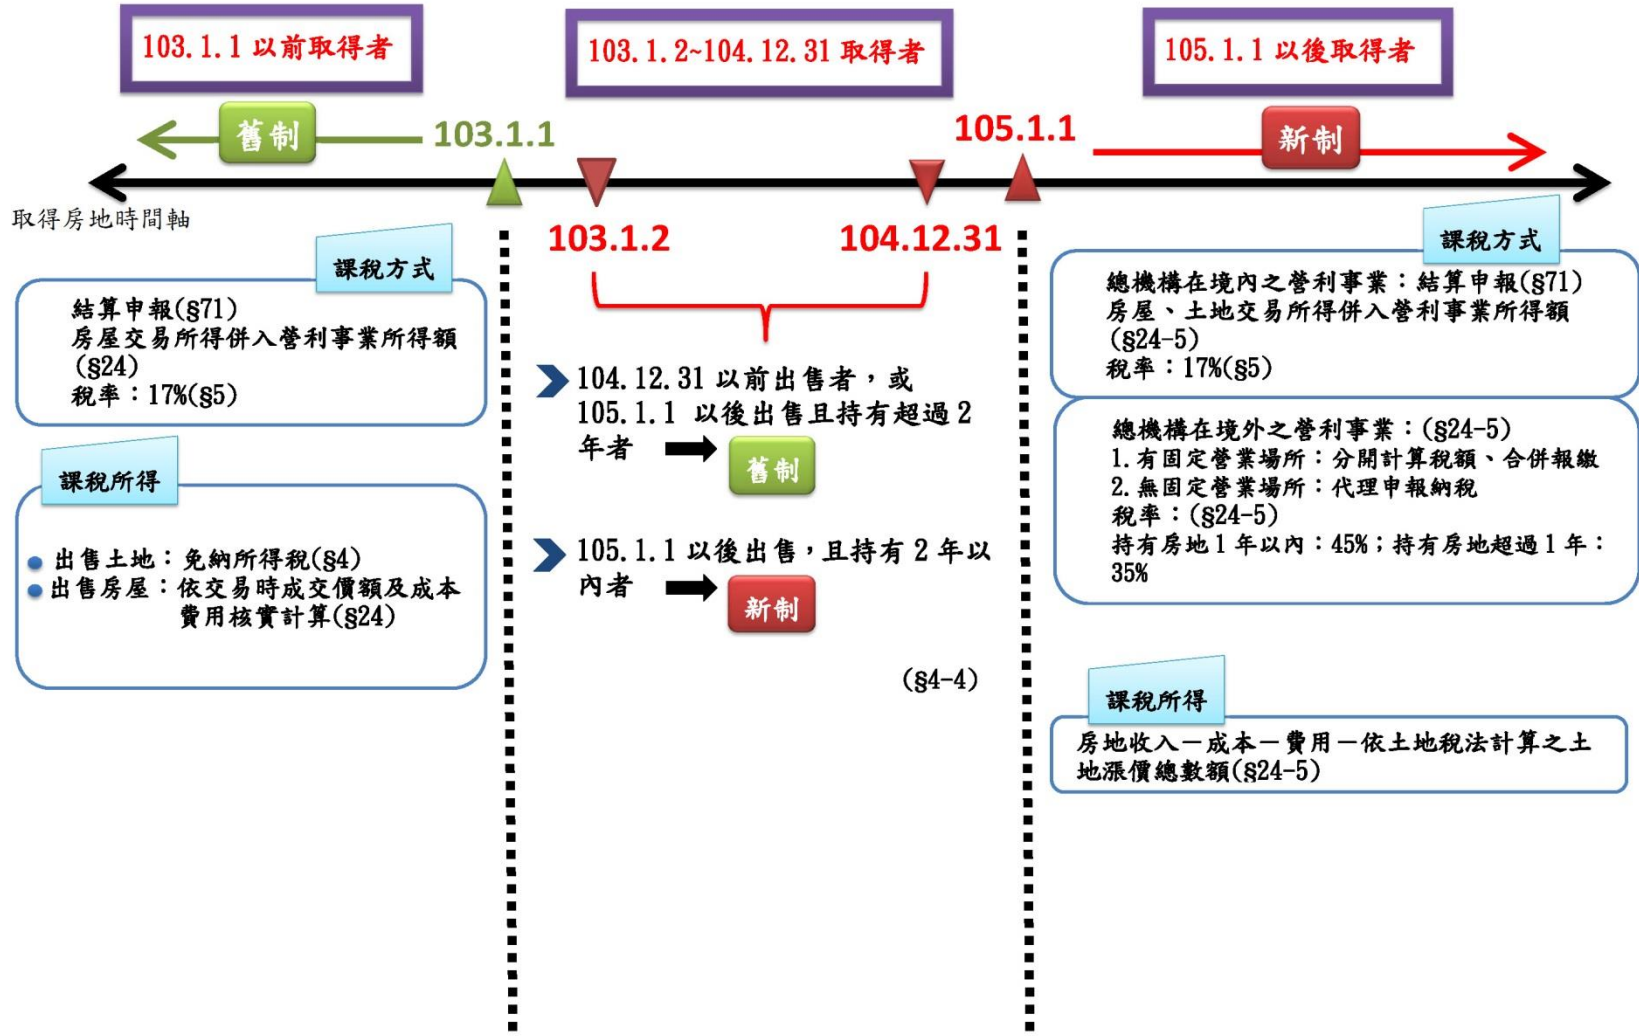 103.1.1 以前取得者
103.1.2~104.12.31 取得者
105.1.1 以後取得者
舊制
103.1.1
105.1.1
新制
取得房地時間軸
103.1.2
104.12.31
課稅方式
結算申報(§71)
房屋交易所得併入營利事業所得額
(§24)
稅率：17%(§5)
課稅所得
出售土地：免納所得稅(§4)
出售房屋：依交易時成交價額及成本
費用核實計算(§24)
104.12.31 以前出售者，或
105.1.1 以後出售且持有超過 2
年者
舊制
105.1.1 以後出售，且持有 2 年以
內者
新制
(§4-4)
課稅方式
總機構在境內之營利事業：結算申報(§71)
房屋、土地交易所得併入營利事業所得額
(§24-5)
稅率：17%(§5)
總機構在境外之營利事業：(§24-5)
1.有固定營業場所：分開計算稅額、合併報繳
2.無固定營業場所：代理申報納稅
稅率：(§24-5)
持有房地 1 年以內：45%；持有房地超過 1 年：
35%
課稅所得
房地收入－成本－費用－依土地稅法計算之土
地漲價總數額(§24-5)